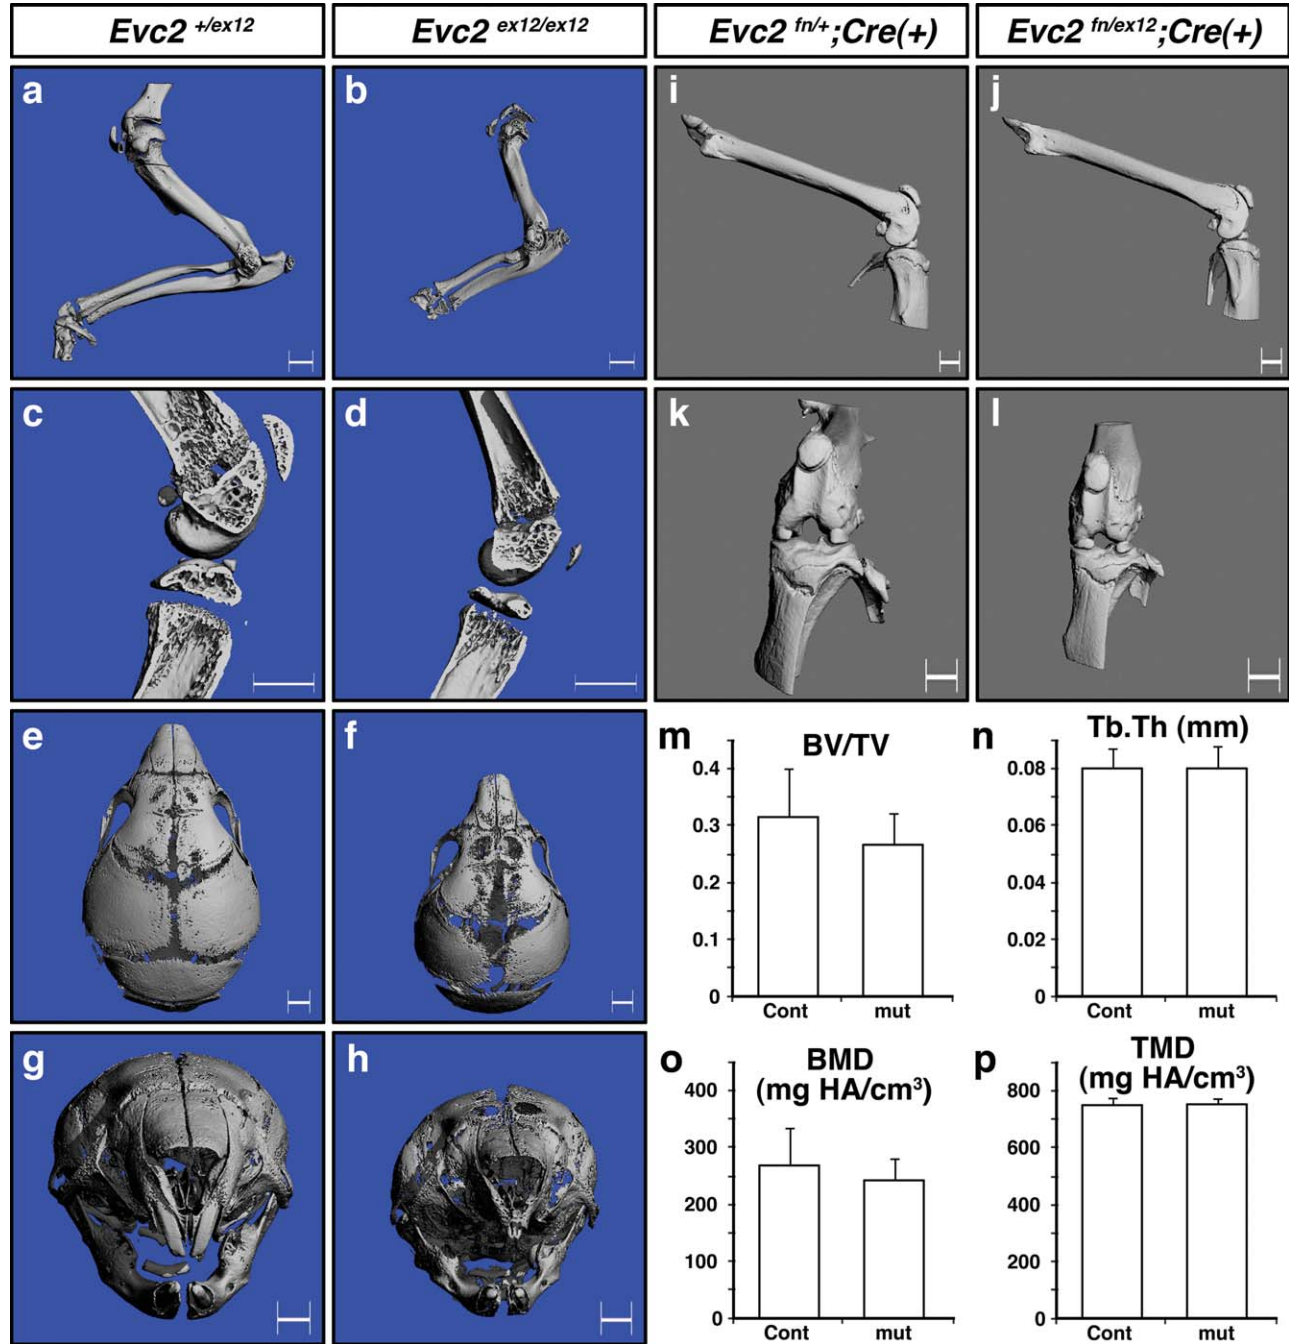 Evc2 +/ex12
Evc2 ex12/ex12
Evc2 fn/+;Cre(+)
Evc2 fn/ex12;Cre(+)
a
b
i
j
c
d
k
l
e
f
m
BV/TV
0.4
0.3
0.2
0.1
0
Cont mut
n
Tb.Th (mm)
0.08
0.06
0.04
0.02
0
Cont mut
g
h
o
BMD
(mg HA/cm³)
400
300
200
100
0
Cont mut
p
TMD
(mg HA/cm³)
800
600
400
200
0
Cont mut